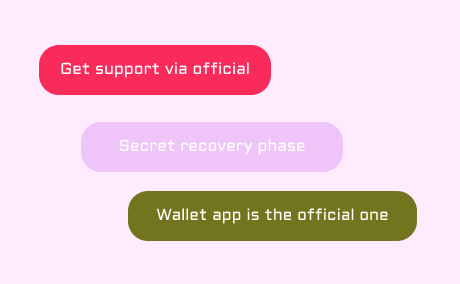 Get support via official
Secret recovery phase
Wallet app is the official one